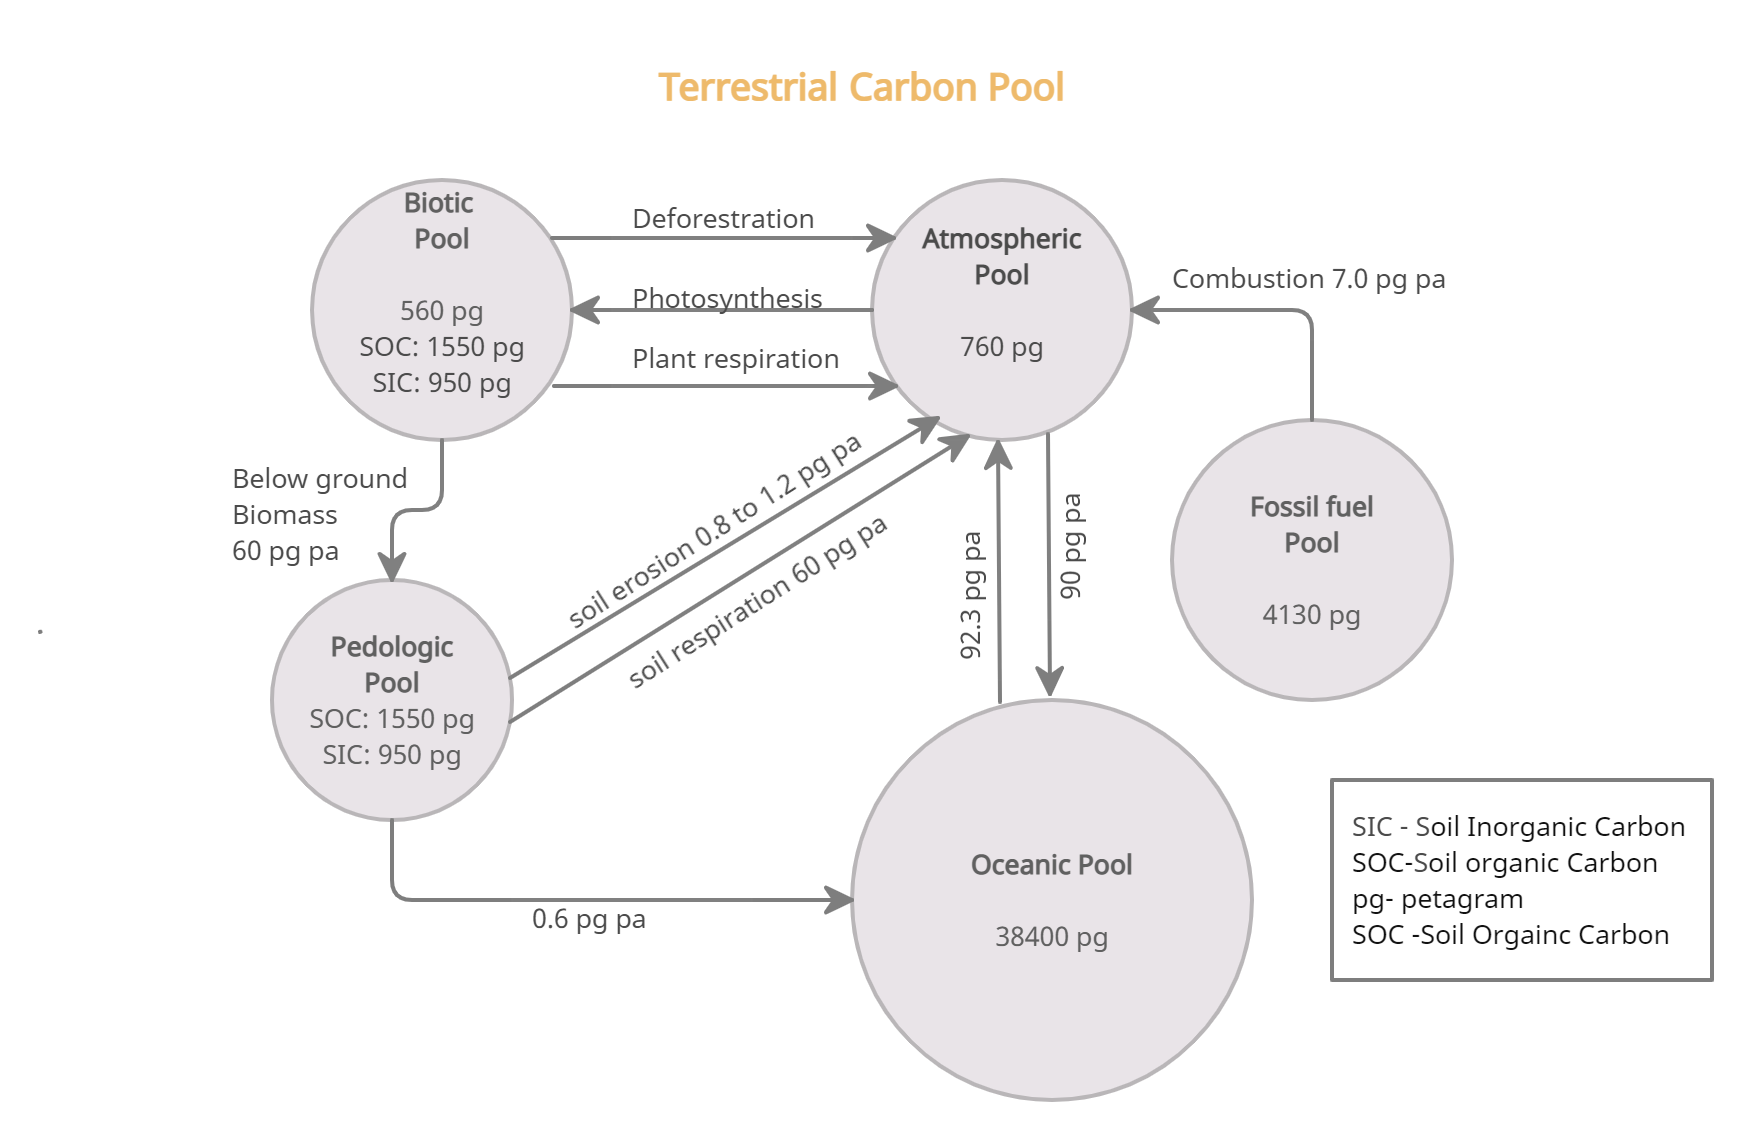 Terrestrial Carbon Pool
Biotic
Pool
560 pg
SOC: 1550 pg
SIC: 950 pg
Deforestration
Photosynthesis
Plant respiration
Atmospheric
Pool
760 pg
Combustion 7.0 pg pa
Below ground
Biomass
60 pg pa
soil erosion 0.8 to 1.2 pg pa
soil respiration 60 pg pa
92.3 pg pa
90 pg pa
Fossil fuel
Pool
4130 pg
Pedologic
Pool
SOC: 1550 pg
SIC: 950 pg
0.6 pg pa
Oceanic Pool
38400 pg
SIC - Soil Inorganic Carbon
SOC-Soil organic Carbon
pg- petagram
SOC -Soil Orgainc Carbon